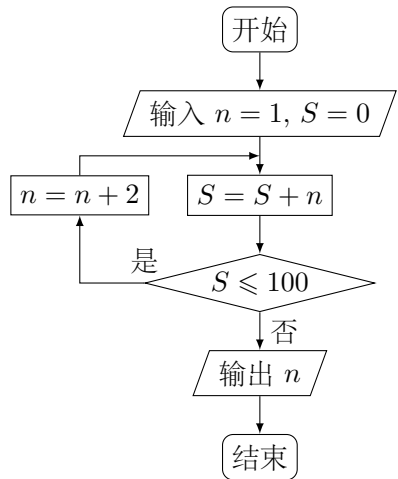 开始
输入 n = 1, S = 0
n = n + 2
S = S + n
是
S ⩽ 100
否
输出 n
结束